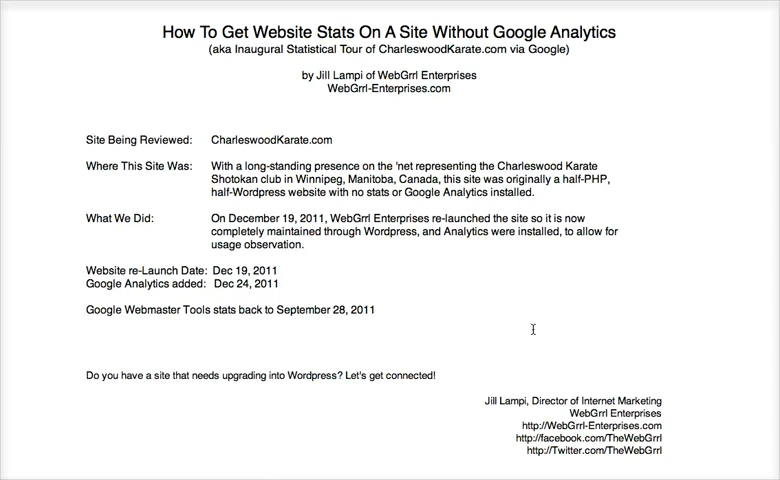 How To Get Website Stats On A Site Without Google Analytics
(aka Inaugural Statistical Tour of CharleswoodKarate.com via Google)
by Jill Lampi of WebGrrl Enterprises
WebGrrl-Enterprises.com
Site Being Reviewed: CharleswoodKarate.com
Where This Site Was: With a long-standing presence on the 'net representing the Charleswood Karate
Shotokan club in Winnipeg, Manitoba, Canada, this site was originally a half-PHP,
half-Wordpress website with no stats or Google Analytics installed.
What We Did: On December 19, 2011, WebGrrl Enterprises re-launched the site so it is now
completely maintained through Wordpress, and Analytics were installed, to allow for
usage observation.
Website re-Launch Date: Dec 19, 2011
Google Analytics added: Dec 24, 2011
Google Webmaster Tools stats back to September 28, 2011
Do you have a site that needs upgrading into Wordpress? Let's get connected!
Jill Lampi, Director of Internet Marketing
WebGrrl Enterprises
http://WebGrrl-Enterprises.com
http://facebook.com/TheWebGrrl
http://Twitter.com/TheWebGrrl